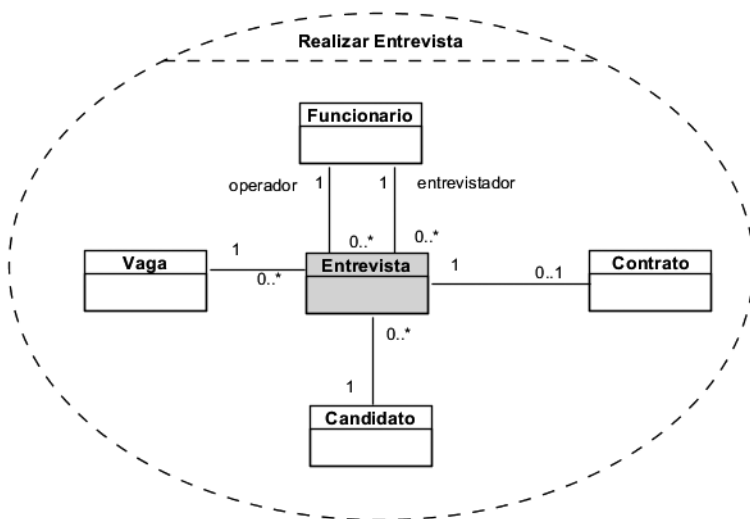 Realizar Entrevista
Funcionario
operador 1 1 entrevistador
0..* 0..*
Vaga 1 0..* Entrevista 1 0..1 Contrato
0..*
1
Candidato